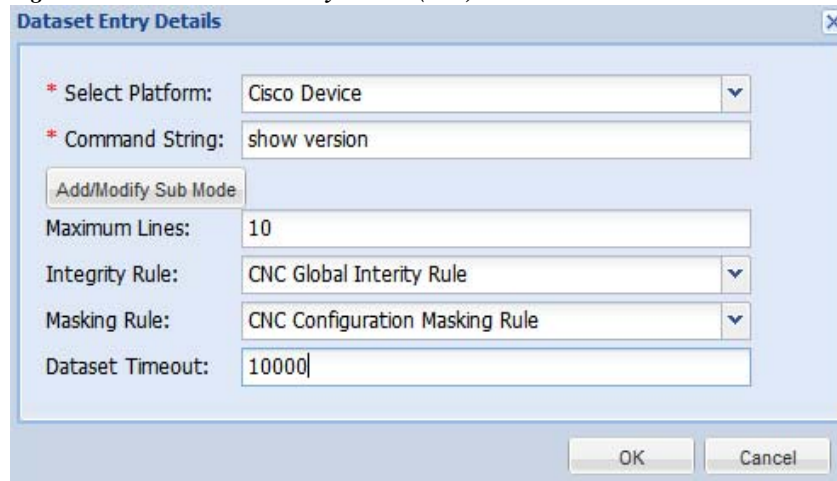 Dataset Entry Details
* Select Platform: Cisco Device
* Command String: show version
Add/Modify Sub Mode
Maximum Lines: 10
Integrity Rule: CNC Global Interity Rule
Masking Rule: CNC Configuration Masking Rule
Dataset Timeout: 10000
OK Cancel